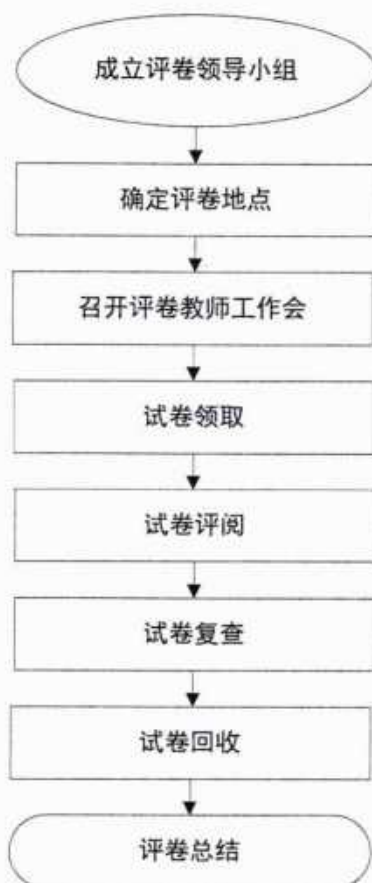 成立评卷领导小组
确定评卷地点
召开评卷教师工作会
试卷领取
试卷评阅
试卷复查
试卷回收
评卷总结